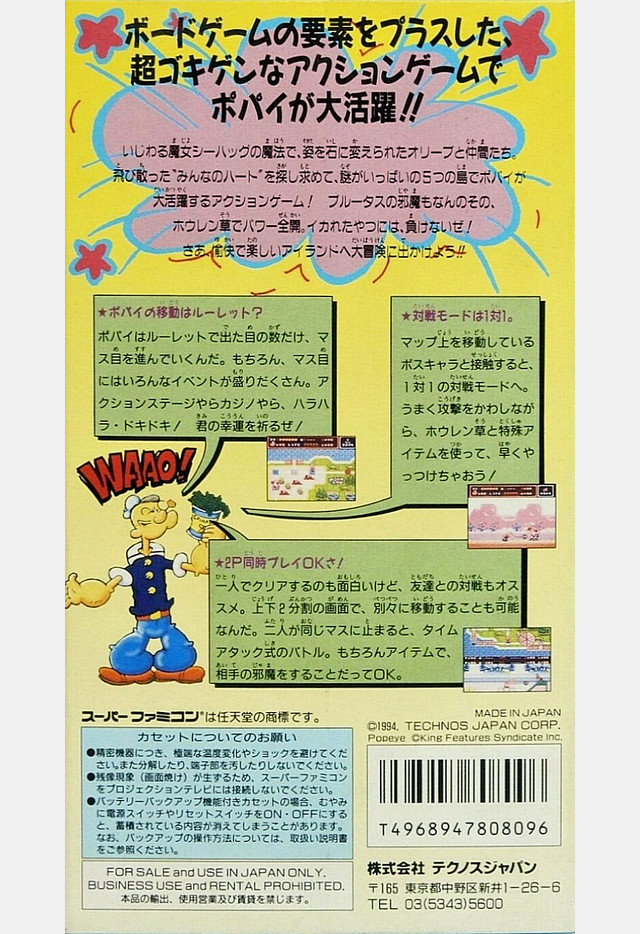 ボードゲームの要素をプラスした、
超ゴキゲンなアクションゲームで
ポパイが大活躍!!
いじわる魔女シーハッグの魔法で、姿を石に変えられたオリーブと仲間たち。
飛び散った“みんなのハート”を探し求めて、謎がいっぱいの5つの島でポパイが
大活躍するアクションゲーム! ブルータスの邪魔もなんのその、
ホウレン草でパワー全開。イカれたやつには、負けないぜ!
さあ、愉快で楽しいアイランドへ大冒険に出かけよう!!
★ポパイの移動はルーレット?
ポパイはルーレットで出た目の数だけ、マ
ス目を進んでいくんだ。もちろん、マス目
にはいろんなイベントが盛りだくさん。ア
クションステージやらカジノやら、ハラハ
ラ・ドキドキ! 君の幸運を祈るぜ!
★対戦モードは1対1。
マップ上を移動している
ボスキャラと接触すると、
1対1の対戦モードへ。
うまく攻撃をかわしなが
ら、ホウレン草と特殊ア
イテムを使って、早くや
っつけちゃおう!
WAAO!
★2P同時プレイOKさ!
一人でクリアするのも面白いけど、友達との対戦もオス
スメ。上下2分割の画面で、別々に移動することも可能
なんだ。二人が同じマスに止まると、タイム
アタック式のバトル。もちろんアイテムで、
相手の邪魔をすることだってOK。
スーパーファミコンは任天堂の商標です。
カセットについてのお願い
●精密機器につき、極端な温度変化やショックを避けてくだ
さい。また分解したり、端子部を汚したりしないでください。
●残像現象(画面焼け)が生ずるため、スーパーファミコン
をプロジェクションテレビには接続しないでください。
●バッテリーバックアップ機能付きカセットの場合、むやみ
に電源スイッチやリセットスイッチをON・OFFにする
と、蓄積されている内容が消えてしまうことがあります。
なお、バックアップの操作方法については、取扱い説明書
をご参照ください。
FOR SALE and USE IN JAPAN ONLY.
BUSINESS USE and RENTAL PROHIBITED.
本品の輸出、使用営業及び賃貸を禁じます。
MADE IN JAPAN
©1994, TECHNOS JAPAN CORP.
Popeye ©King Features Syndicate Inc.
T4968947808096
株式会社 テクノスジャパン
〒165 東京都中野区新井1-26-6
TEL 03(5343)5600